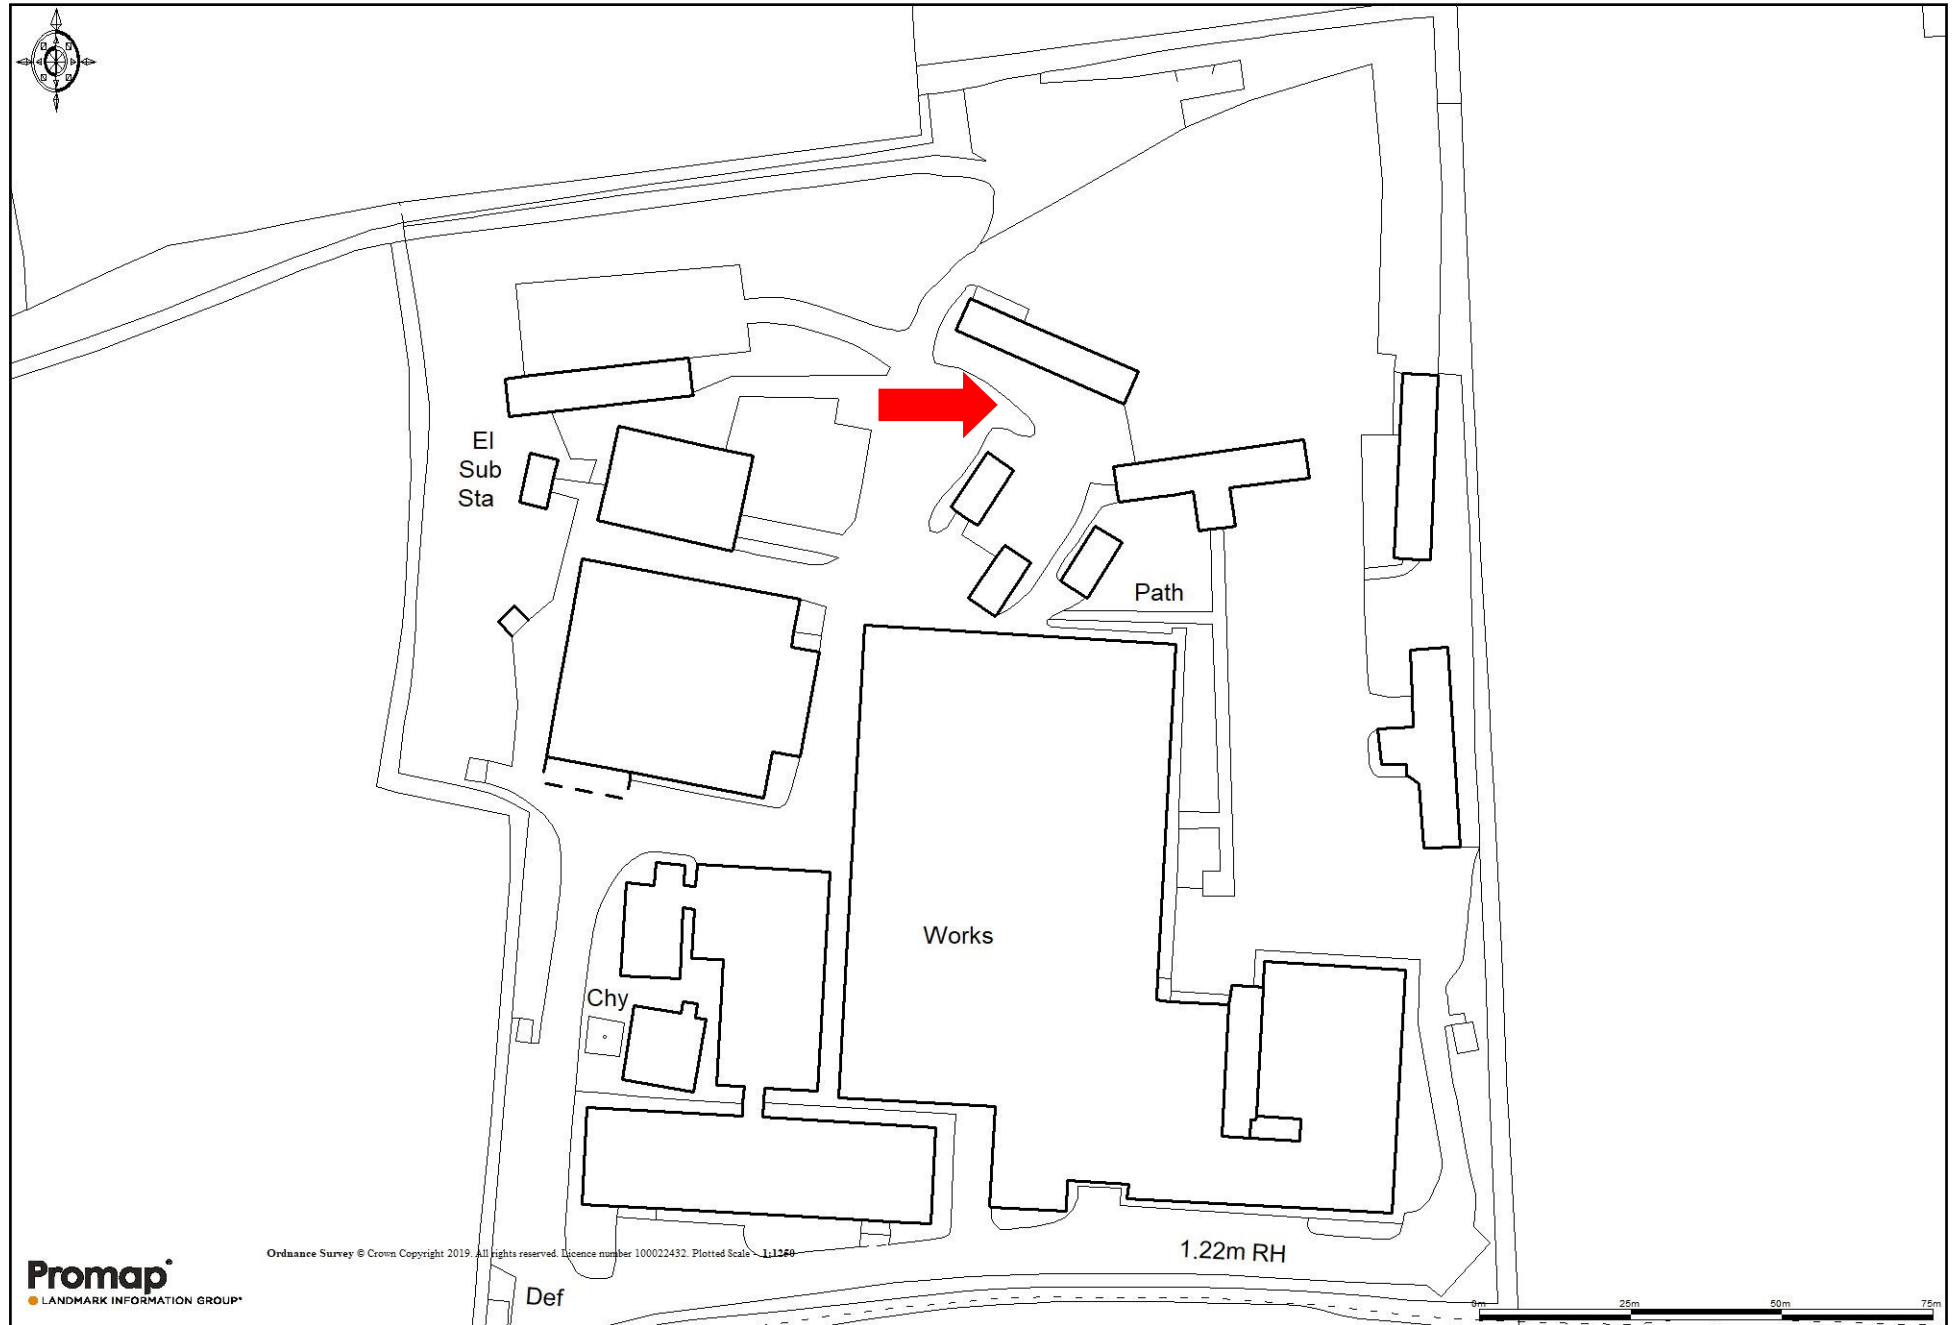 El
Sub
Sta
Path
Works
Chy
Ordnance Survey © Crown Copyright 2019. All rights reserved. Licence number 100022432. Plotted Scale - 1:1250
1.22m RH
Promap®
LANDMARK INFORMATION GROUP®
Def
0m 25m 50m 75m